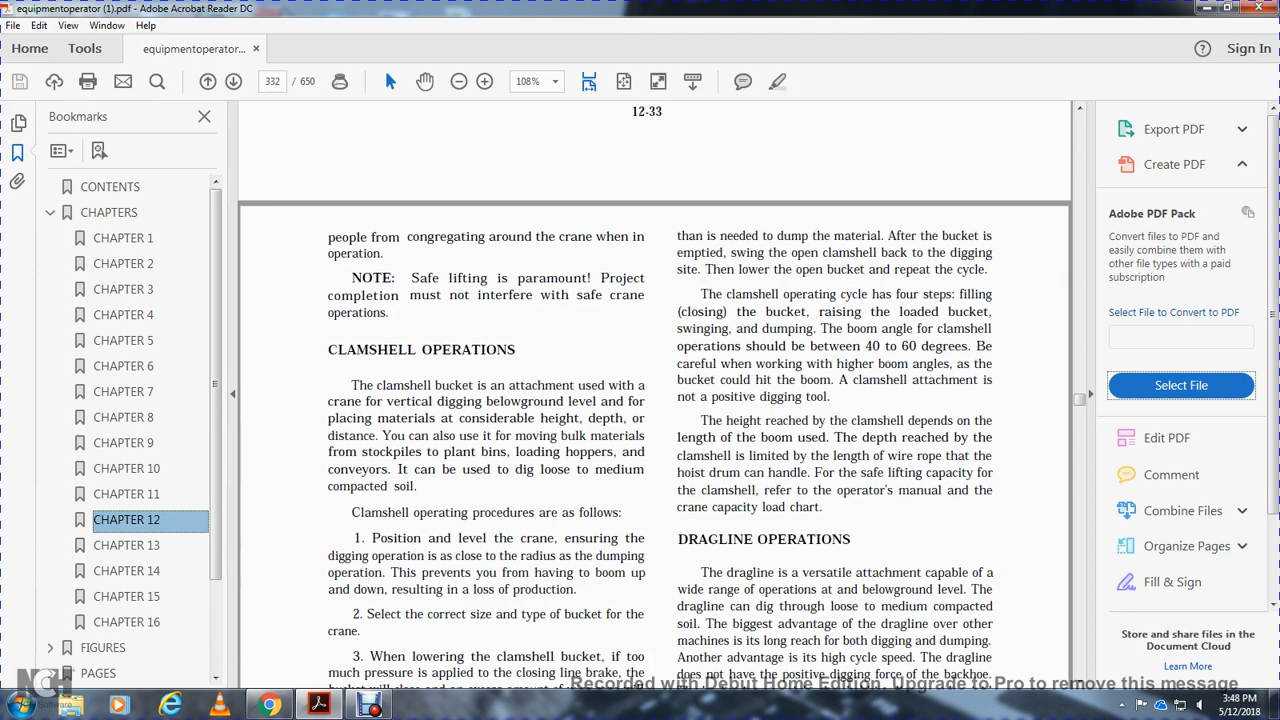 equipmentoperator (1).pdf - Adobe Acrobat Reader DC
File Edit View Window Help
Home Tools equipmentoperator... × Sign In
332 / 650 108%
Bookmarks
CONTENTS
CHAPTERS
CHAPTER 1
CHAPTER 2
CHAPTER 3
CHAPTER 4
CHAPTER 5
CHAPTER 6
CHAPTER 7
CHAPTER 8
CHAPTER 9
CHAPTER 10
CHAPTER 11
CHAPTER 12
CHAPTER 13
CHAPTER 14
CHAPTER 15
CHAPTER 16
FIGURES
PAGES
12-33
people from congregating around the crane when in
operation.
NOTE: Safe lifting is paramount! Project
completion must not interfere with safe crane
operations.
CLAMSHELL OPERATIONS
The clamshell bucket is an attachment used with a
crane for vertical digging belowground level and for
placing materials at considerable height, depth, or
distance. You can also use it for moving bulk materials
from stockpiles to plant bins, loading hoppers, and
conveyors. It can be used to dig loose to medium
compacted soil.
Clamshell operating procedures are as follows:
1. Position and level the crane, ensuring the
digging operation is as close to the radius as the dumping
operation. This prevents you from having to boom up
and down, resulting in a loss of production.
2. Select the correct size and type of bucket for the
crane.
3. When lowering the clamshell bucket, if too
much pressure is applied to the closing line brake, the
than is needed to dump the material. After the bucket is
emptied, swing the open clamshell back to the digging
site. Then lower the open bucket and repeat the cycle.
The clamshell operating cycle has four steps: filling
(closing) the bucket, raising the loaded bucket,
swinging, and dumping. The boom angle for clamshell
operations should be between 40 to 60 degrees. Be
careful when working with higher boom angles, as the
bucket could hit the boom. A clamshell attachment is
not a positive digging tool.
The height reached by the clamshell depends on the
length of the boom used. The depth reached by the
clamshell is limited by the length of wire rope that the
hoist drum can handle. For the safe lifting capacity for
the clamshell, refer to the operator's manual and the
crane capacity load chart.
DRAGLINE OPERATIONS
The dragline is a versatile attachment capable of a
wide range of operations at and belowground level. The
dragline can dig through loose to medium compacted
soil. The biggest advantage of the dragline over other
machines is its long reach for both digging and dumping.
Another advantage is its high cycle speed. The dragline
does not have the positive digging force of the backhoe.
Export PDF
Create PDF
Adobe PDF Pack
Convert files to PDF and
easily combine them with
other file types with a paid
subscription
Select File to Convert to PDF
Select File
Edit PDF
Comment
Combine Files
Organize Pages
Fill & Sign
Store and share files in the
Document Cloud
Learn More
Recorded with Debut Home Edition. Upgrade to Pro to remove this message
NCH
Software
3:48 PM
5/12/2018